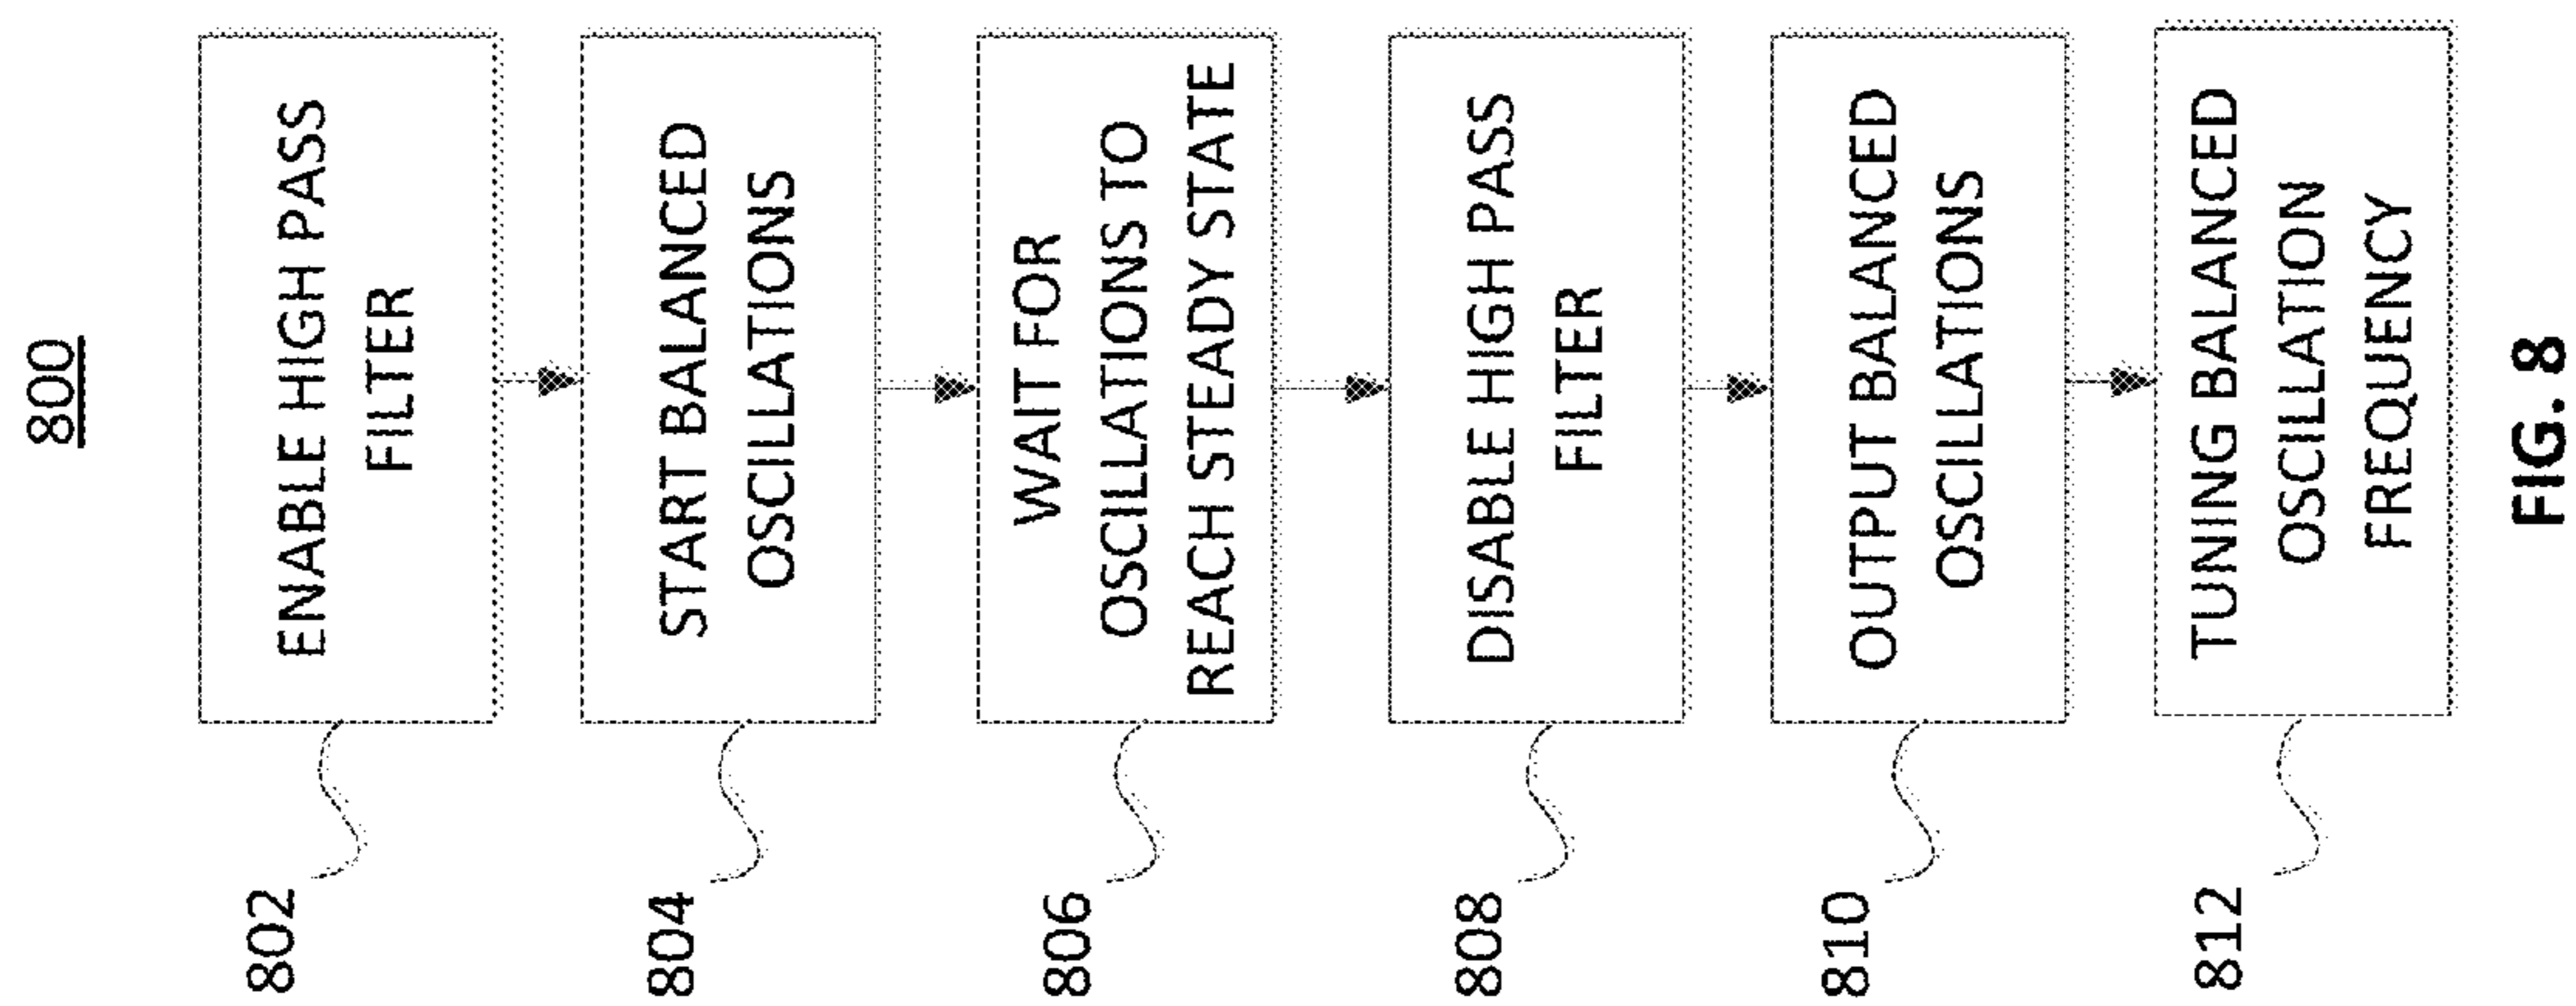 800
802
ENABLE HIGH PASS
FILTER
804
START BALANCED
OSCILLATIONS
806
WAIT FOR
OSCILLATIONS TO
REACH STEADY STATE
808
DISABLE HIGH PASS
FILTER
810
OUTPUT BALANCED
OSCILLATIONS
812
TUNING BALANCED
OSCILLATION
FREQUENCY
FIG. 8